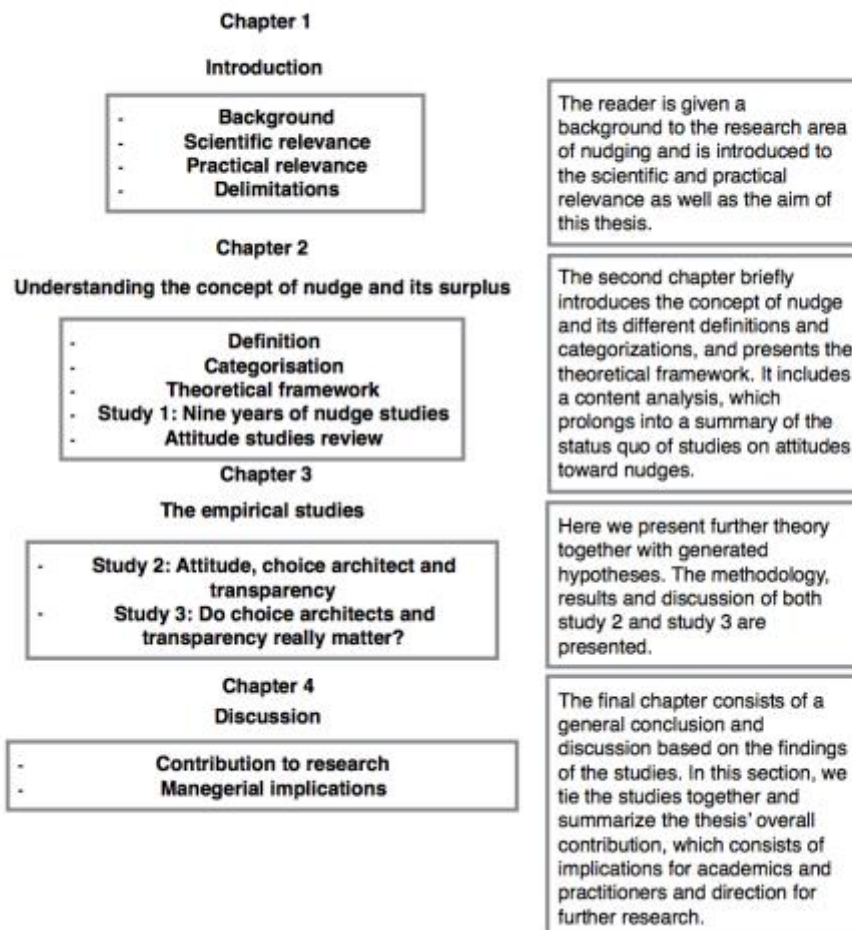 Chapter 1
Introduction
- Background
- Scientific relevance
- Practical relevance
- Delimitations
The reader is given a
background to the research area
of nudging and is introduced to
the scientific and practical
relevance as well as the aim of
this thesis.
Chapter 2
Understanding the concept of nudge and its surplus
- Definition
- Categorisation
- Theoretical framework
- Study 1: Nine years of nudge studies
- Attitude studies review
The second chapter briefly
introduces the concept of nudge
and its different definitions and
categorizations, and presents the
theoretical framework. It includes
a content analysis, which
prolongs into a summary of the
status quo of studies on attitudes
toward nudges.
Chapter 3
The empirical studies
- Study 2: Attitude, choice architect and
transparency
- Study 3: Do choice architects and
transparency really matter?
Here we present further theory
together with generated
hypotheses. The methodology,
results and discussion of both
study 2 and study 3 are
presented.
Chapter 4
Discussion
- Contribution to research
- Managerial implications
The final chapter consists of a
general conclusion and
discussion based on the findings
of the studies. In this section, we
tie the studies together and
summarize the thesis' overall
contribution, which consists of
implications for academics and
practitioners and direction for
further research.